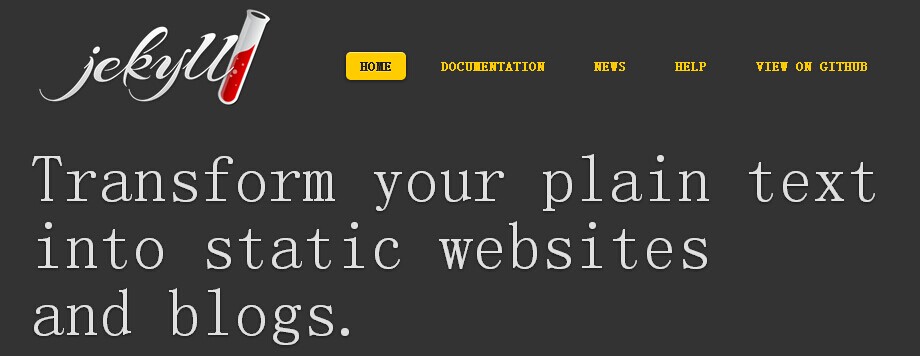 jekyll
HOME DOCUMENTATION NEWS HELP VIEW ON GITHUB
Transform your plain text
into static websites
and blogs.